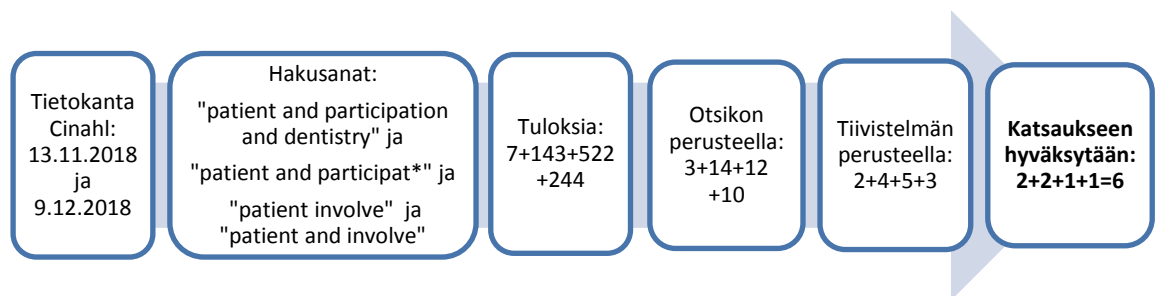 Tietokanta
Cinahl:
13.11.2018
ja
9.12.2018
Hakusanat:
"patient and participation
and dentistry" ja
"patient and participat*" ja
"patient involve"  ja
"patient and involve"
Tuloksia:
7+143+522
+244
Otsikon
perusteella:
3+14+12
+10
Tiivistelmän
perusteella:
2+4+5+3
Katsaukseen
hyväksytään:
2+2+1+1=6